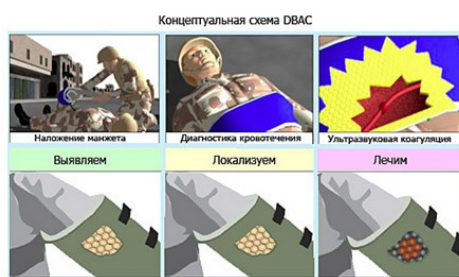 Концептуальная схема DBAC
Наложение манжета
Диагностика кровотечения
Ультразвуковая коагуляция
Выявляем
Локализуем
Лечим